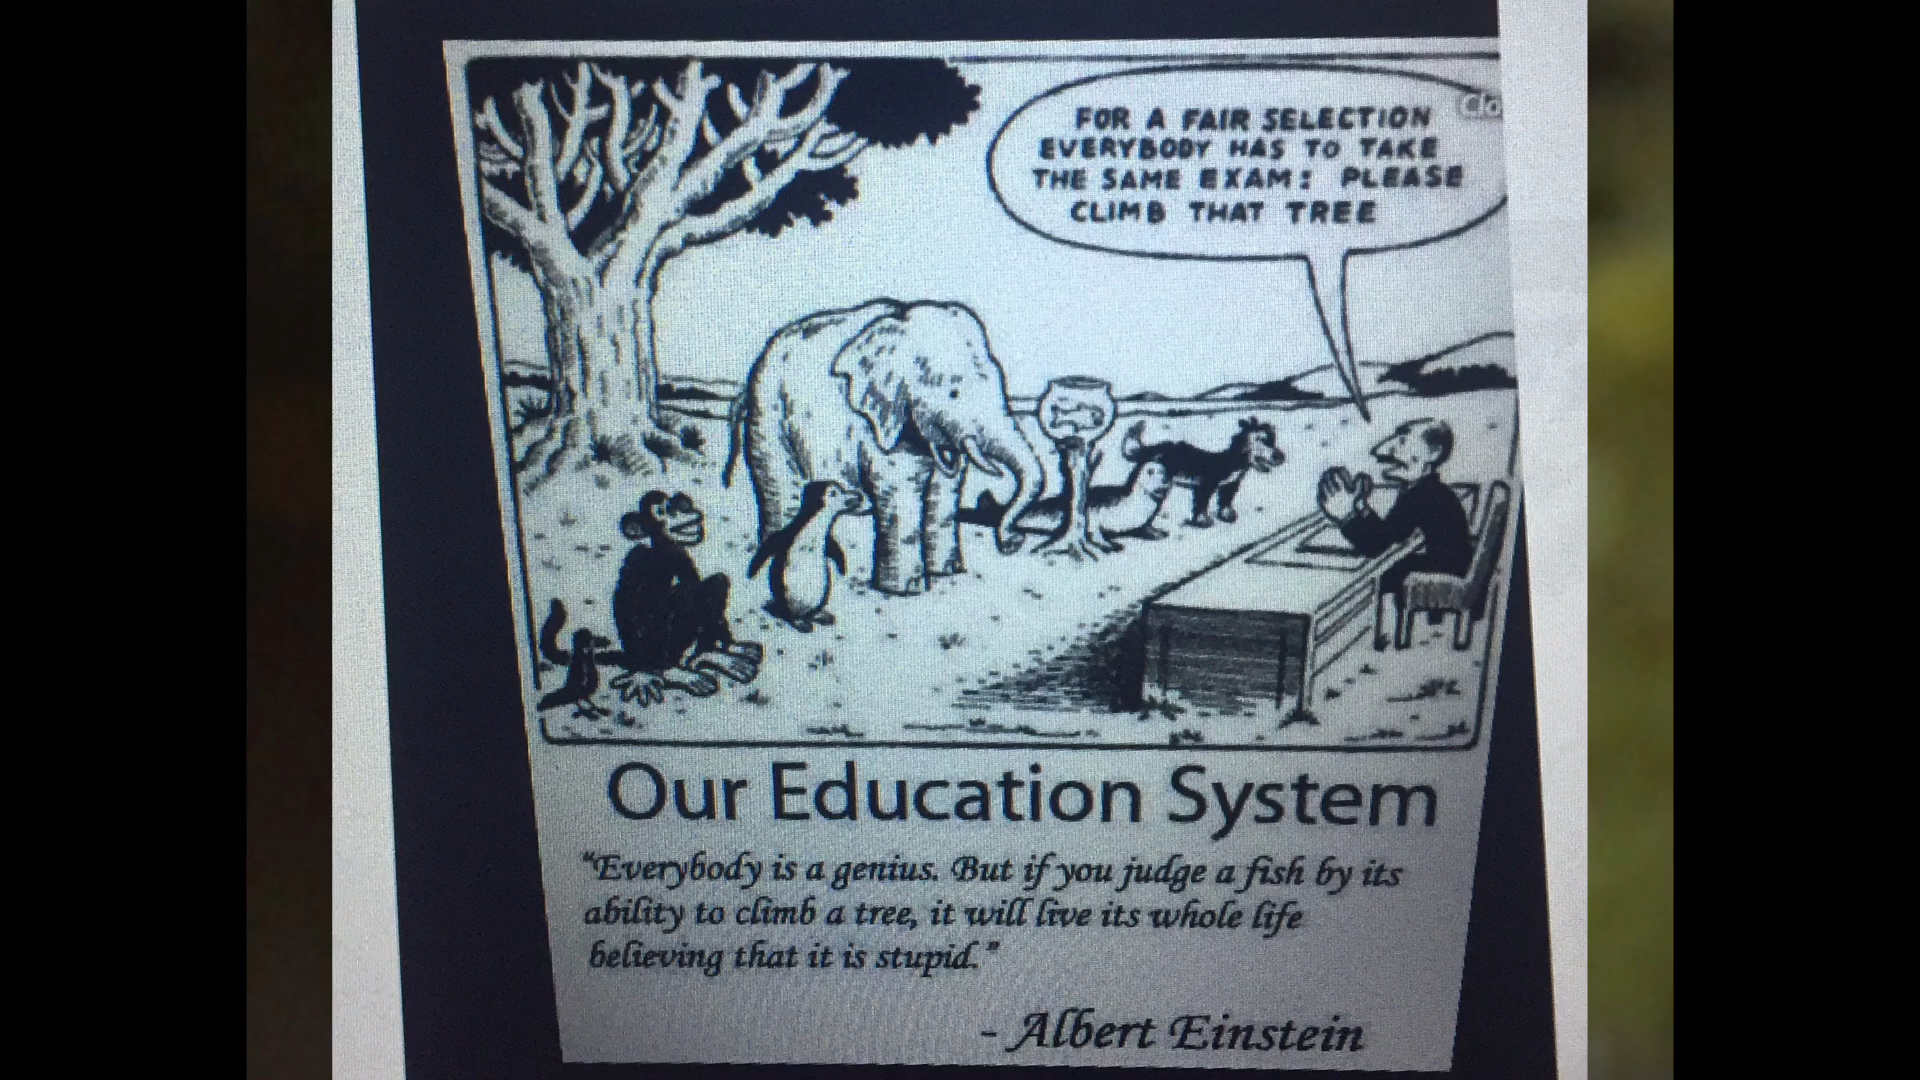 FOR A FAIR SELECTION
EVERYBODY HAS TO TAKE
THE SAME EXAM: PLEASE
CLIMB THAT TREE
Our Education System
"Everybody is a genius. But if you judge a fish by its
ability to climb a tree, it will live its whole life
believing that it is stupid."
- Albert Einstein